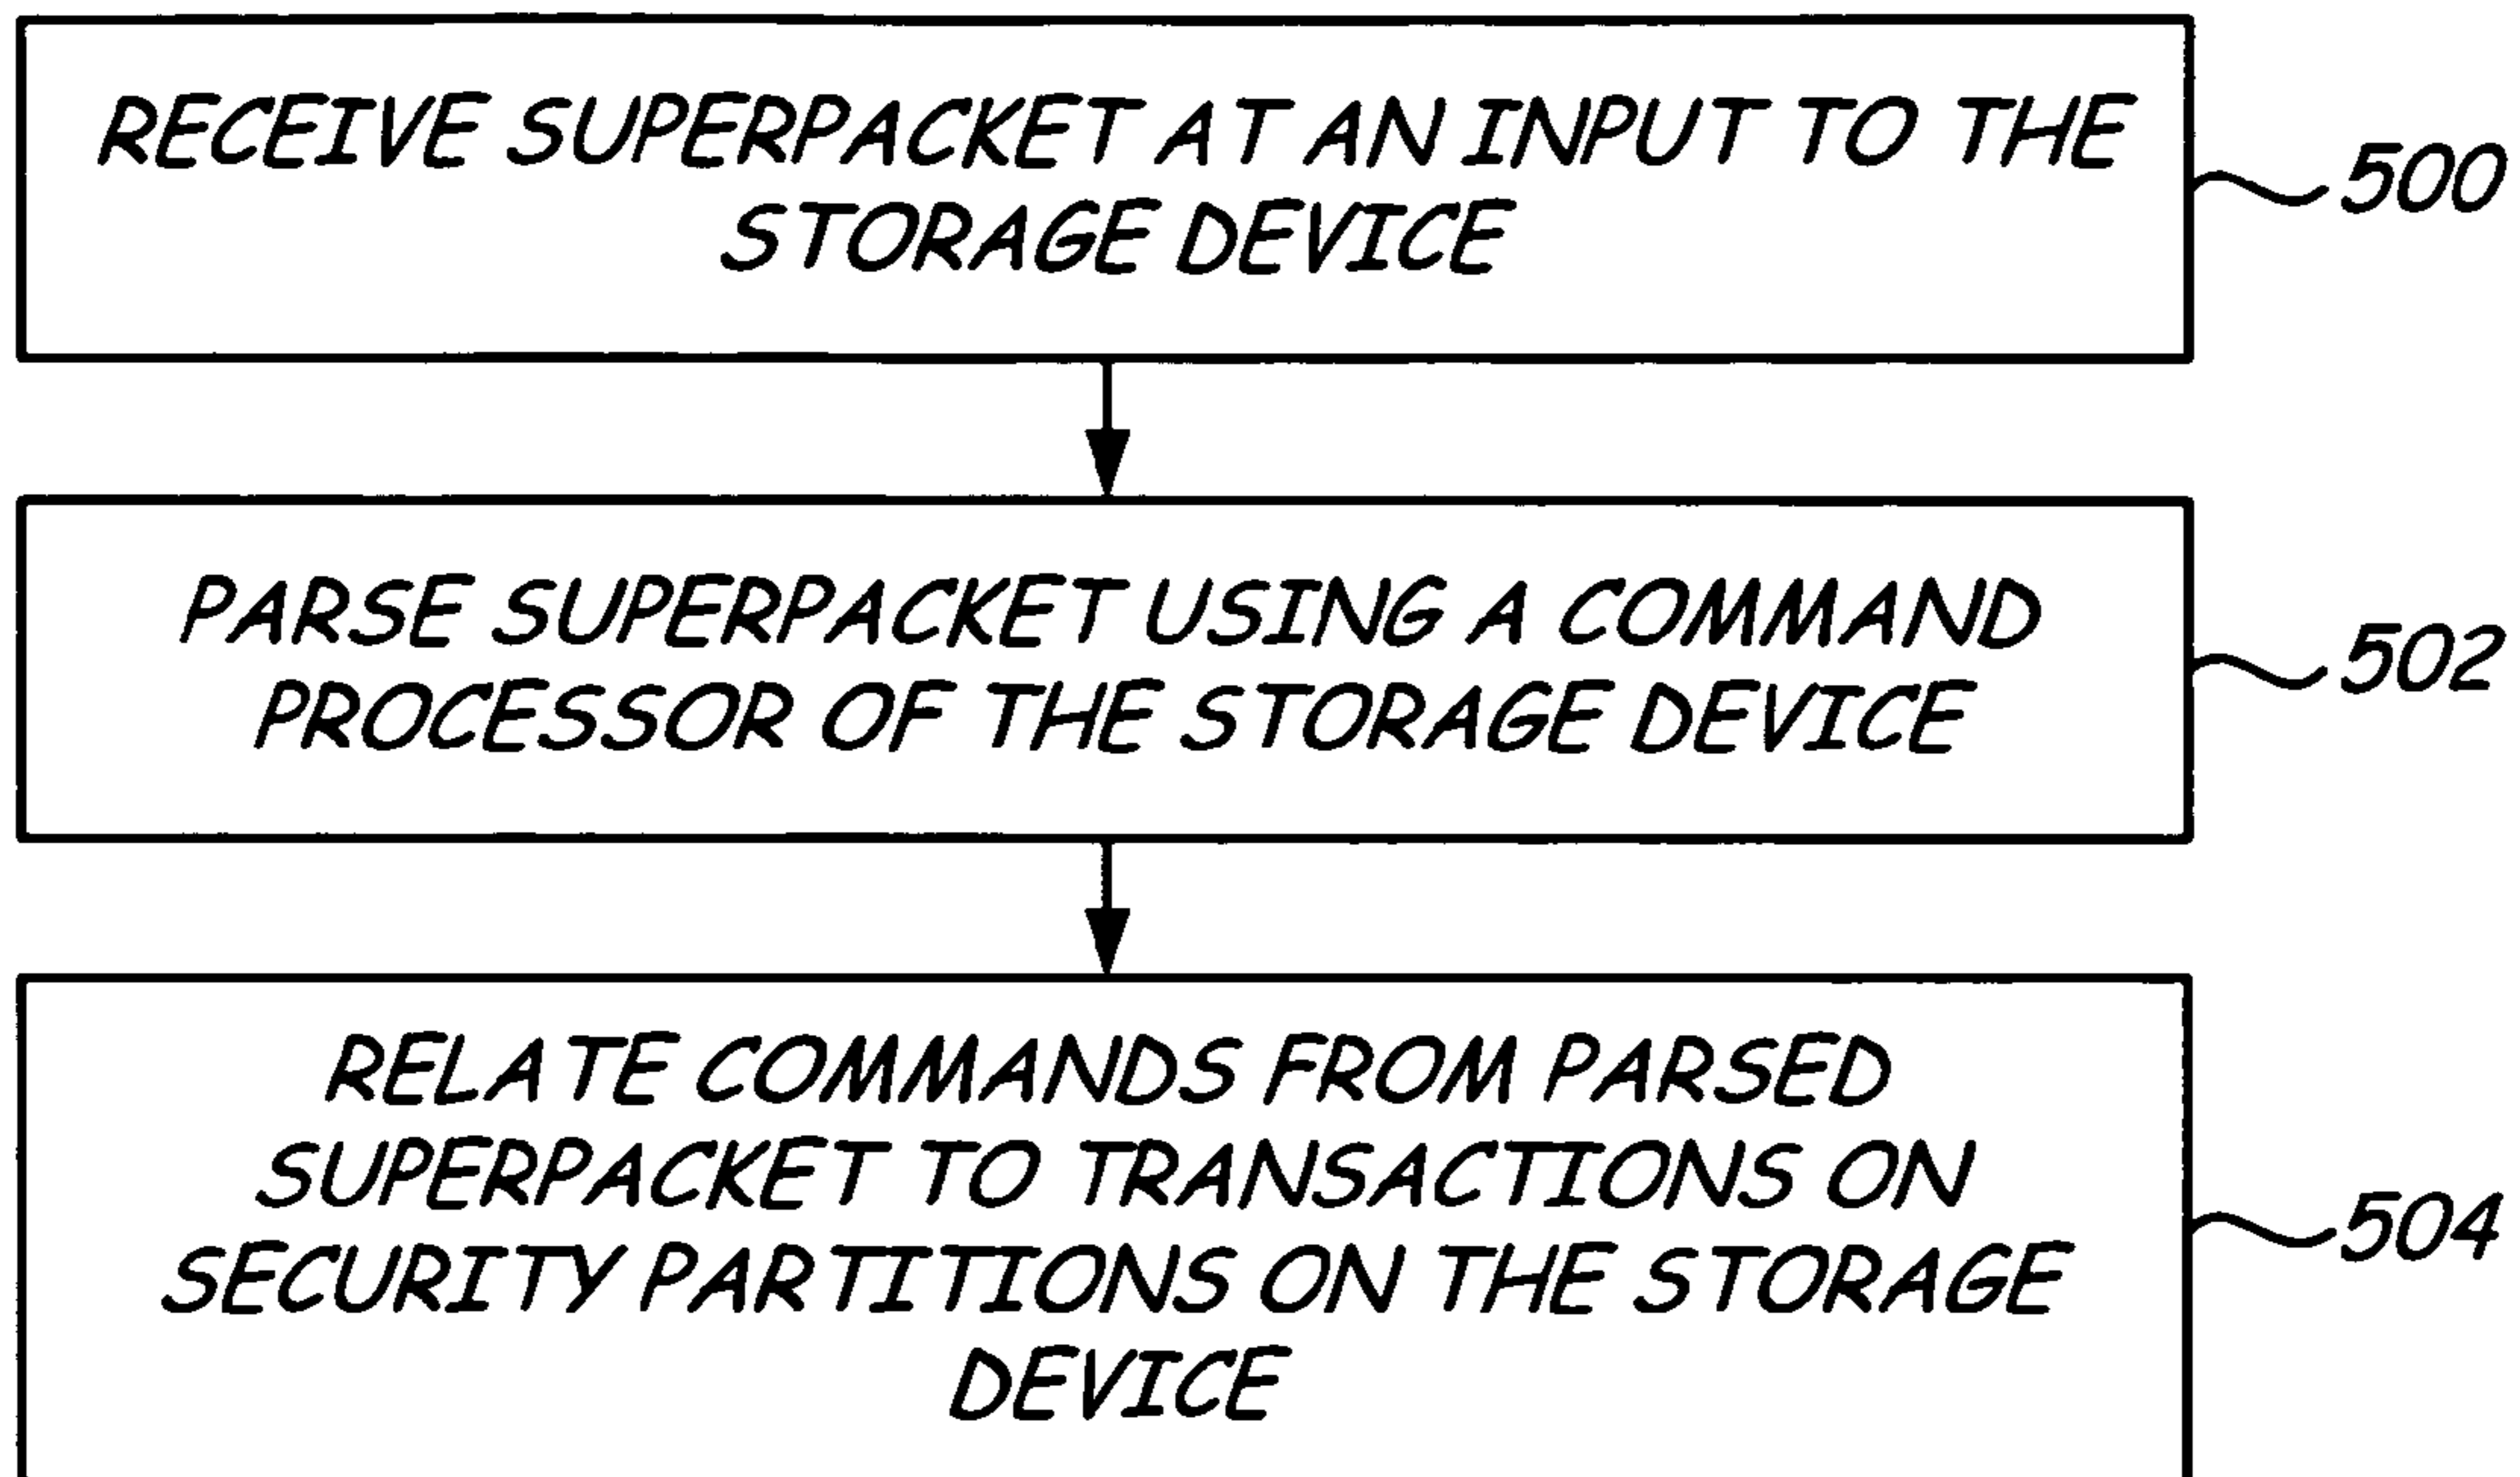 RECEIVE SUPERPACKET AT AN INPUT TO THE
STORAGE DEVICE
500
PARSE SUPERPACKET USING A COMMAND
PROCESSOR OF THE STORAGE DEVICE
502
RELATE COMMANDS FROM PARSED
SUPERPACKET TO TRANSACTIONS ON
SECURITY PARTITIONS ON THE STORAGE
DEVICE
504